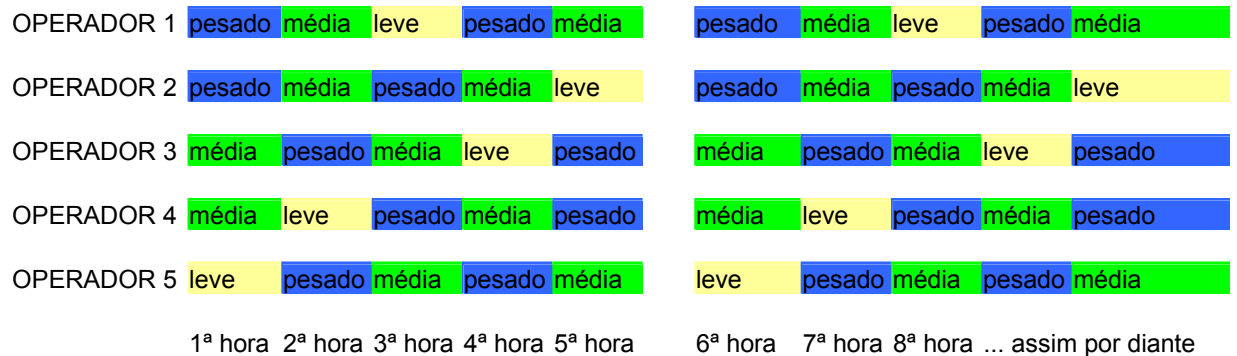 OPERADOR 1 pesado média leve pesado média pesado média leve pesado média
OPERADOR 2 pesado média pesado média leve pesado média pesado média leve
OPERADOR 3 média pesado média leve pesado média pesado média leve pesado
OPERADOR 4 média leve pesado média pesado média leve pesado média pesado
OPERADOR 5 leve pesado média pesado média leve pesado média pesado média
1ª hora 2ª hora 3ª hora 4ª hora 5ª hora 6ª hora 7ª hora 8ª hora ... assim por diante